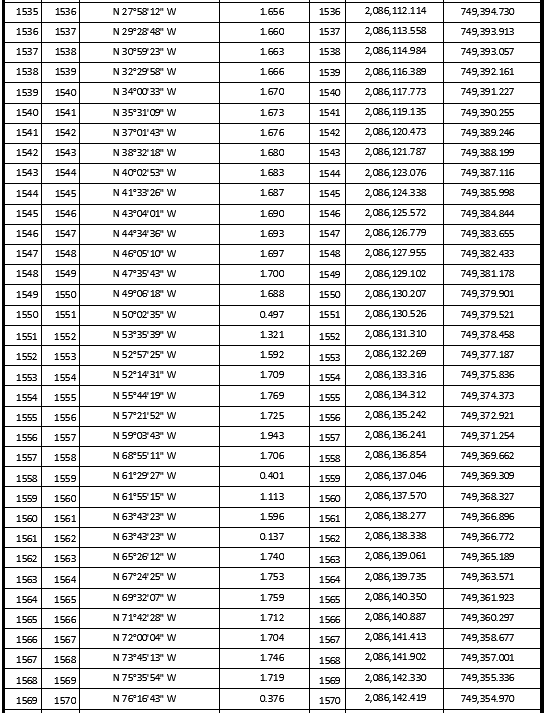 1535 1536 N 27°58'12" W 1.656 1536 2,086,112.114 749,394.730
1536 1537 N 29°28'48" W 1.660 1537 2,086,113.558 749,393.913
1537 1538 N 30°59'23" W 1.663 1538 2,086,114.984 749,393.057
1538 1539 N 32°29'58" W 1.666 1539 2,086,116.389 749,392.161
1539 1540 N 34°00'33" W 1.670 1540 2,086,117.773 749,391.227
1540 1541 N 35°31'09" W 1.673 1541 2,086,119.135 749,390.255
1541 1542 N 37°01'43" W 1.676 1542 2,086,120.473 749,389.246
1542 1543 N 38°32'18" W 1.680 1543 2,086,121.787 749,388.199
1543 1544 N 40°02'53" W 1.683 1544 2,086,123.076 749,387.116
1544 1545 N 41°33'26" W 1.687 1545 2,086,124.338 749,385.998
1545 1546 N 43°04'01" W 1.690 1546 2,086,125.572 749,384.844
1546 1547 N 44°34'36" W 1.693 1547 2,086,126.779 749,383.655
1547 1548 N 46°05'10" W 1.697 1548 2,086,127.955 749,382.433
1548 1549 N 47°35'43" W 1.700 1549 2,086,129.102 749,381.178
1549 1550 N 49°06'18" W 1.688 1550 2,086,130.207 749,379.901
1550 1551 N 50°02'35" W 0.497 1551 2,086,130.526 749,379.521
1551 1552 N 53°35'39" W 1.321 1552 2,086,131.310 749,378.458
1552 1553 N 52°57'25" W 1.592 1553 2,086,132.269 749,377.187
1553 1554 N 52°14'31" W 1.709 1554 2,086,133.316 749,375.836
1554 1555 N 55°44'19" W 1.769 1555 2,086,134.312 749,374.373
1555 1556 N 57°21'52" W 1.725 1556 2,086,135.242 749,372.921
1556 1557 N 59°03'43" W 1.943 1557 2,086,136.241 749,371.254
1557 1558 N 68°55'11" W 1.706 1558 2,086,136.854 749,369.662
1558 1559 N 61°29'27" W 0.401 1559 2,086,137.046 749,369.309
1559 1560 N 61°55'15" W 1.113 1560 2,086,137.570 749,368.327
1560 1561 N 63°43'23" W 1.596 1561 2,086,138.277 749,366.896
1561 1562 N 63°43'23" W 0.137 1562 2,086,138.338 749,366.772
1562 1563 N 65°26'12" W 1.740 1563 2,086,139.061 749,365.189
1563 1564 N 67°24'25" W 1.753 1564 2,086,139.735 749,363.571
1564 1565 N 69°32'07" W 1.759 1565 2,086,140.350 749,361.923
1565 1566 N 71°42'28" W 1.712 1566 2,086,140.887 749,360.297
1566 1567 N 72°00'04" W 1.704 1567 2,086,141.413 749,358.677
1567 1568 N 73°45'13" W 1.746 1568 2,086,141.902 749,357.001
1568 1569 N 75°35'54" W 1.719 1569 2,086,142.330 749,355.336
1569 1570 N 76°16'43" W 0.376 1570 2,086,142.419 749,354.970